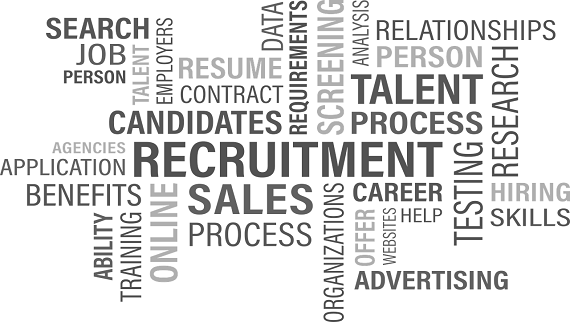 SEARCH
JOB
PERSON
TALENT
EMPLOYERS
DATA
RESUME
CONTRACT
REQUIREMENTS
SCREENING
ANALYSIS
RELATIONSHIPS
PERSON
TALENT
PROCESS
RESEARCH
CANDIDATES
AGENCIES
APPLICATION
RECRUITMENT
BENEFITS
ABILITY
TRAINING
ONLINE
SALES
PROCESS
ORGANIZATIONS
CAREER
OFFER
WEBSITES
HELP
TESTING
HIRING
SKILLS
ADVERTISING